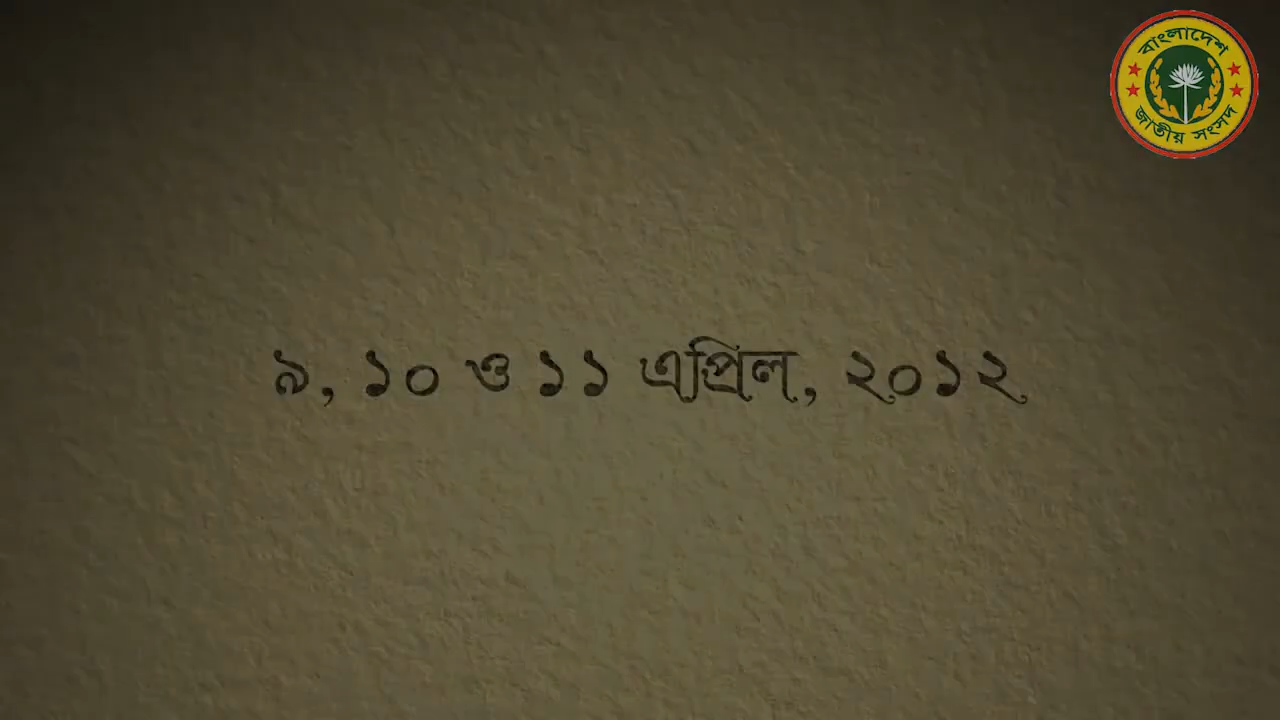 বাংলাদেশ
জাতীয় সংসদ
৯, ১০ ও ১১ এপ্রিল, ২০১২